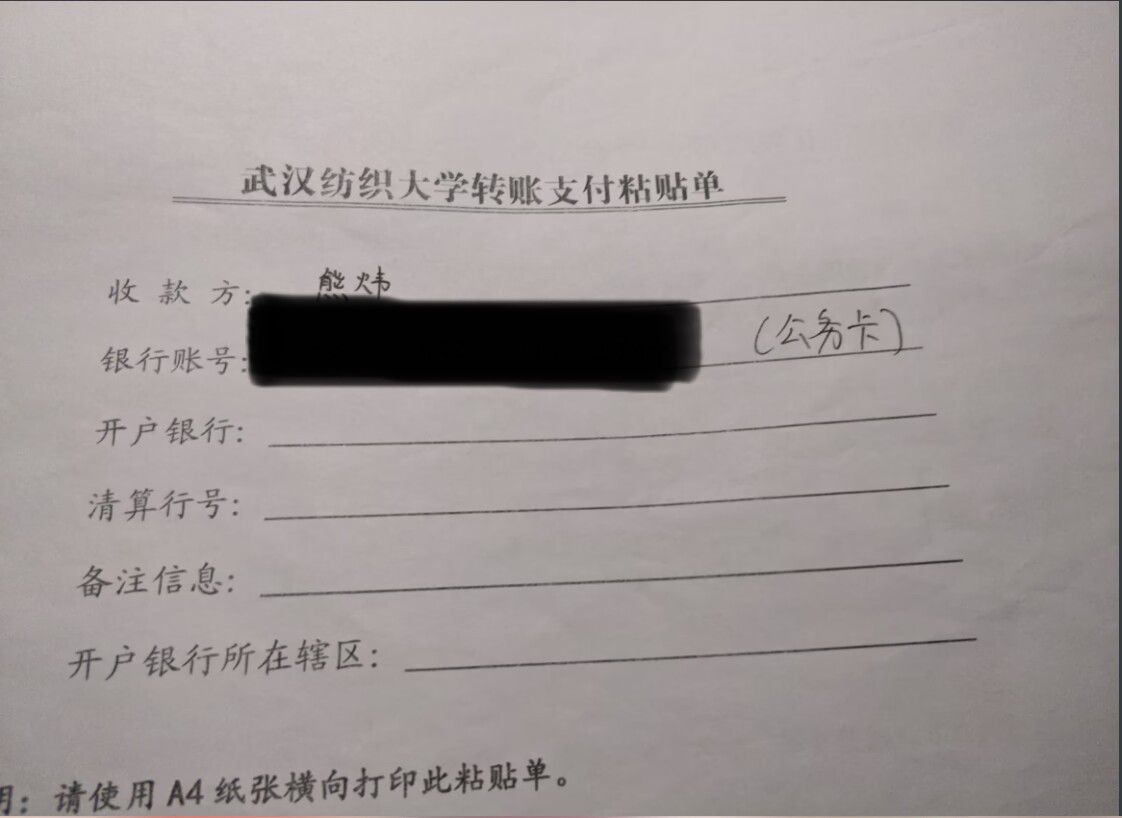 武汉纺织大学转账支付粘贴单
收款方: 熊炜
银行账号: (公务卡)
开户银行:
清算行号:
备注信息:
开户银行所在辖区:
明: 请使用A4纸张横向打印此粘贴单。